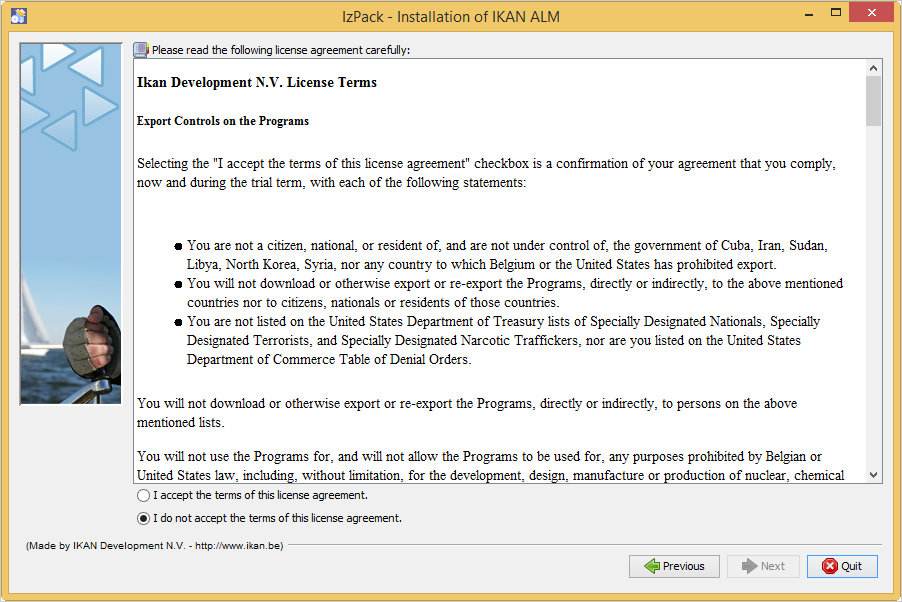 IzPack - Installation of IKAN ALM
Please read the following license agreement carefully:
Ikan Development N.V. License Terms
Export Controls on the Programs
Selecting the "I accept the terms of this license agreement" checkbox is a confirmation of your agreement that you comply,
now and during the trial term, with each of the following statements:
● You are not a citizen, national, or resident of, and are not under control of, the government of Cuba, Iran, Sudan,
Libya, North Korea, Syria, nor any country to which Belgium or the United States has prohibited export.
● You will not download or otherwise export or re-export the Programs, directly or indirectly, to the above mentioned
countries nor to citizens, nationals or residents of those countries.
● You are not listed on the United States Department of Treasury lists of Specially Designated Nationals, Specially
Designated Terrorists, and Specially Designated Narcotic Traffickers, nor are you listed on the United States
Department of Commerce Table of Denial Orders.
You will not download or otherwise export or re-export the Programs, directly or indirectly, to persons on the above
mentioned lists.
You will not use the Programs for, and will not allow the Programs to be used for, any purposes prohibited by Belgian or
United States law, including, without limitation, for the development, design, manufacture or production of nuclear, chemical
I accept the terms of this license agreement.
I do not accept the terms of this license agreement.
(Made by IKAN Development N.V. - http://www.ikan.be)
Previous
Next
Quit